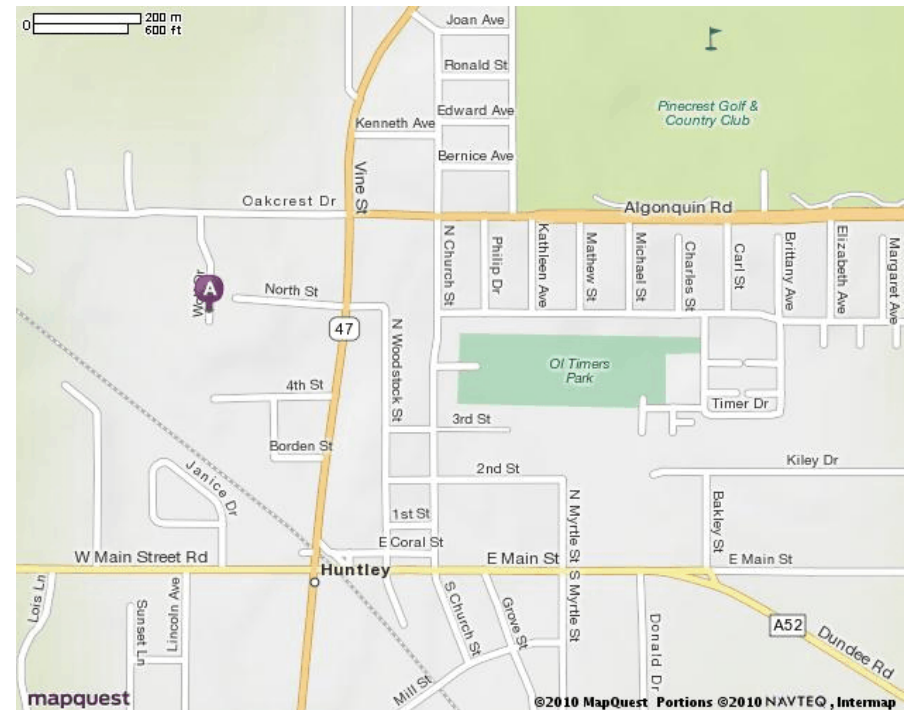 0
200 m
600 ft
Joan Ave
Ronald St
Edward Ave
Kenneth Ave
Bernice Ave
Pinecrest Golf &
Country Club
Vine St
Oakcrest Dr
Algonquin Rd
N Church St
Philip Dr
Kathleen Ave
Mathew St
Michael St
Charles St
Carl St
Brittany Ave
Elizabeth Ave
Margaret Ave
A
North St
47
N Woodstock St
Ol Timers
Park
4th St
Timer Dr
3rd St
Borden St
Janice Dr
2nd St
Kiley Dr
N Myrtle St
Bakley St
1st St
E Coral St
W Main Street Rd
E Main St
E Main St
Huntley
Lois Ln
Sunset Ln
Lincoln Ave
S Church St
Grove St
S Myrtle St
Donald Dr
A52
Dundee Rd
Mill St
mapquest
©2010 MapQuest Portions ©2010 NAVTEQ, Intermap